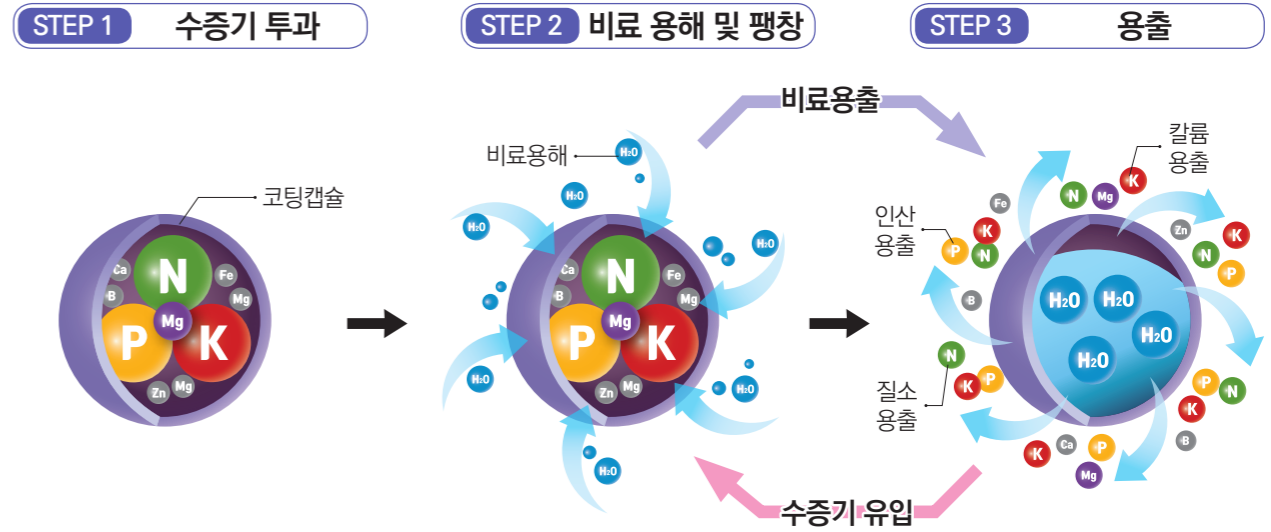 STEP 1 수증기 투과
STEP 2 비료 용해 및 팽창
STEP 3 용출
코팅캡슐
Ca
B
N
Fe
Mg
Mg
P
K
Zn
Mg
비료용해
H2O
H2O
H2O
H2O
H2O
H2O
H2O
Ca
B
N
Fe
Mg
Mg
P
K
Zn
Mg
비료용출
수증기 유입
칼륨
용출
인산
용출
질소
용출
N
Mg
K
Fe
K
P
N
B
Zn
K
N
P
H2O
H2O
H2O
H2O
N
K
P
P
N
K
B
K
Ca
P
Mg